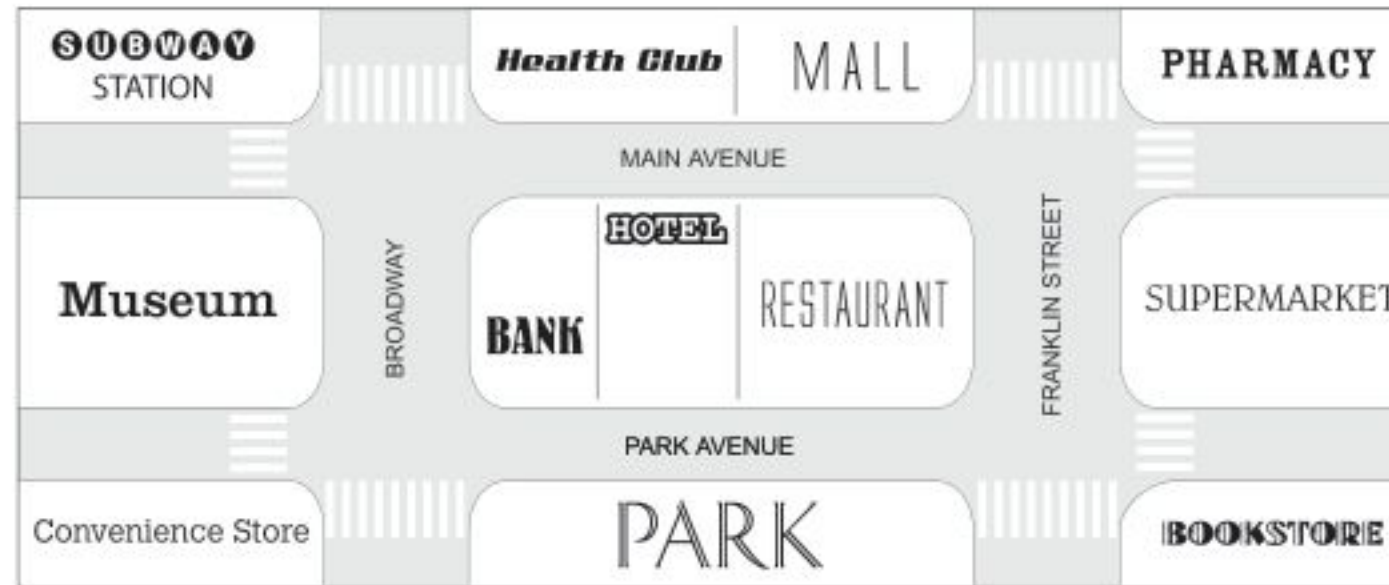 SUBWAY
STATION
Health Club
MALL
PHARMACY
MAIN AVENUE
Museum
BROADWAY
BANK
HOTEL
RESTAURANT
FRANKLIN STREET
SUPERMARKET
PARK AVENUE
Convenience Store
PARK
BOOKSTORE